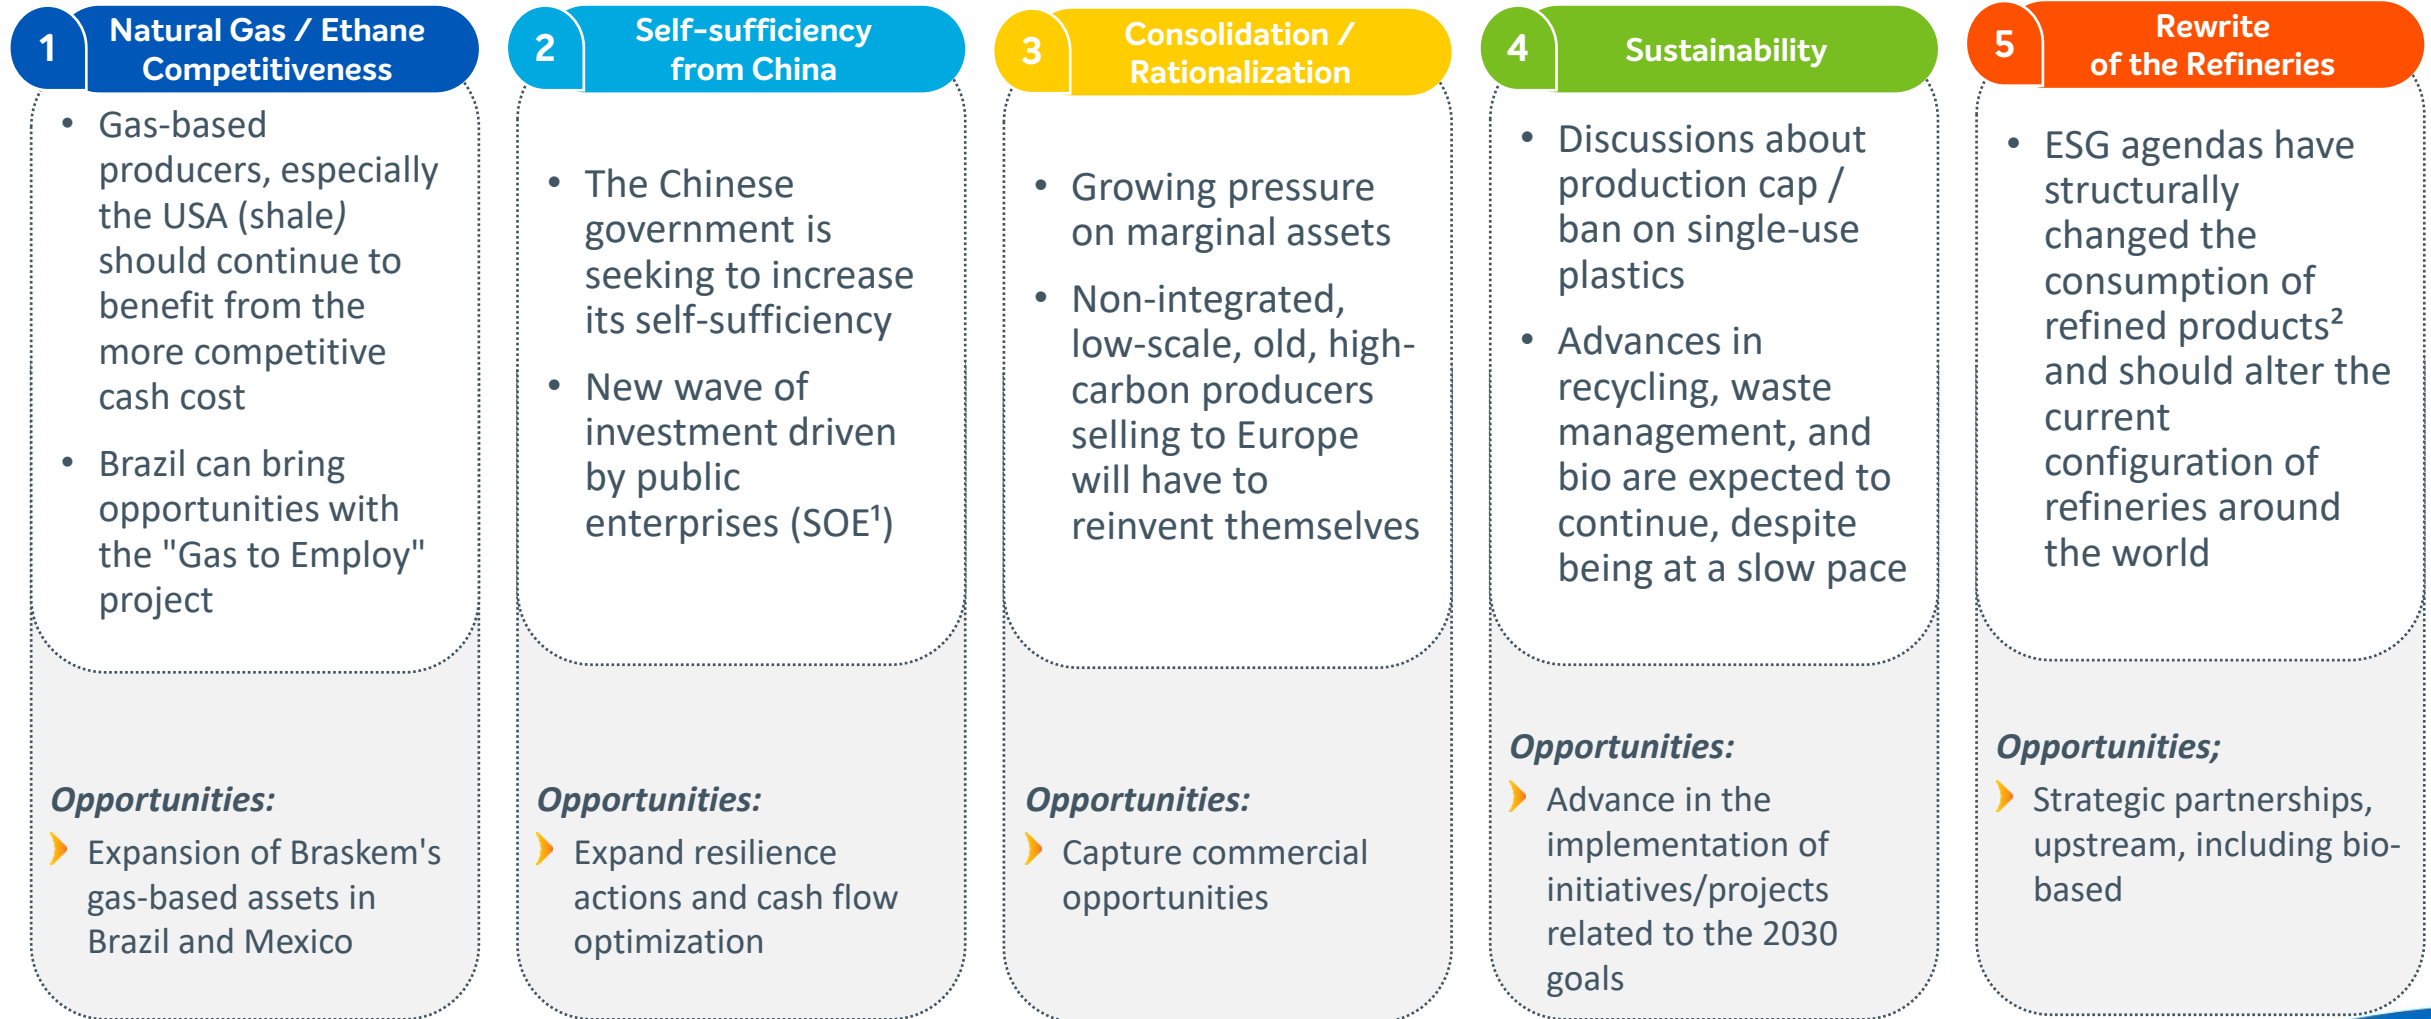 1
Natural Gas / Ethane
Competitiveness
• Gas-based
producers, especially
the USA (shale)
should continue to
benefit from the
more competitive
cash cost
• Brazil can bring
opportunities with
the "Gas to Employ"
project
Opportunities:
Expansion of Braskem's
gas-based assets in
Brazil and Mexico
2
Self-sufficiency
from China
• The Chinese
government is
seeking to increase
its self-sufficiency
• New wave of
investment driven
by public
enterprises (SOE¹)
Opportunities:
Expand resilience
actions and cash flow
optimization
3
Consolidation /
Rationalization
• Growing pressure
on marginal assets
• Non-integrated,
low-scale, old, high-
carbon producers
selling to Europe
will have to
reinvent themselves
Opportunities:
Capture commercial
opportunities
4
Sustainability
• Discussions about
production cap /
ban on single-use
plastics
• Advances in
recycling, waste
management, and
bio are expected to
continue, despite
being at a slow pace
Opportunities:
Advance in the
implementation of
initiatives/projects
related to the 2030
goals
5
Rewrite
of the Refineries
• ESG agendas have
structurally
changed the
consumption of
refined products²
and should alter the
current
configuration of
refineries around
the world
Opportunities;
Strategic partnerships,
upstream, including bio-
based